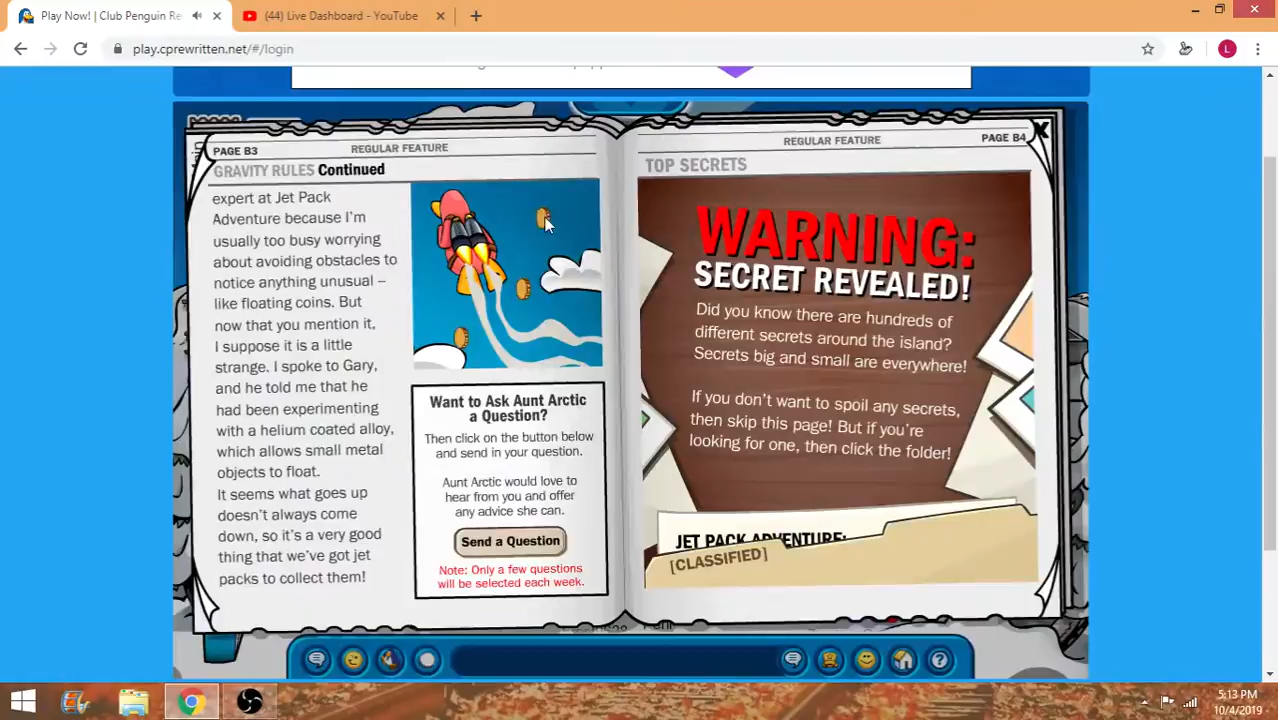 Play Now! | Club Penguin Re
(44) Live Dashboard - YouTube
play.cprewritten.net/#/login
L
PAGE B3
REGULAR FEATURE
GRAVITY RULES Continued
expert at Jet Pack
Adventure because I'm
usually too busy worrying
about avoiding obstacles to
notice anything unusual –
like floating coins. But
now that you mention it,
I suppose it is a little
strange. I spoke to Gary,
and he told me that he
had been experimenting
with a helium coated alloy,
which allows small metal
objects to float.
It seems what goes up
doesn't always come
down, so it's a very good
thing that we've got jet
packs to collect them!
Want to Ask Aunt Arctic
a Question?
Then click on the button below
and send in your question.
Aunt Arctic would love to
hear from you and offer
any advice she can.
Send a Question
Note: Only a few questions
will be selected each week.
REGULAR FEATURE
PAGE B4
X
TOP SECRETS
WARNING:
SECRET REVEALED!
Did you know there are hundreds of
different secrets around the island?
Secrets big and small are everywhere!
If you don't want to spoil any secrets,
then skip this page! But if you're
looking for one, then click the folder!
JET PACK ADVENTURE:
[CLASSIFIED]
?
5:13 PM
10/4/2019